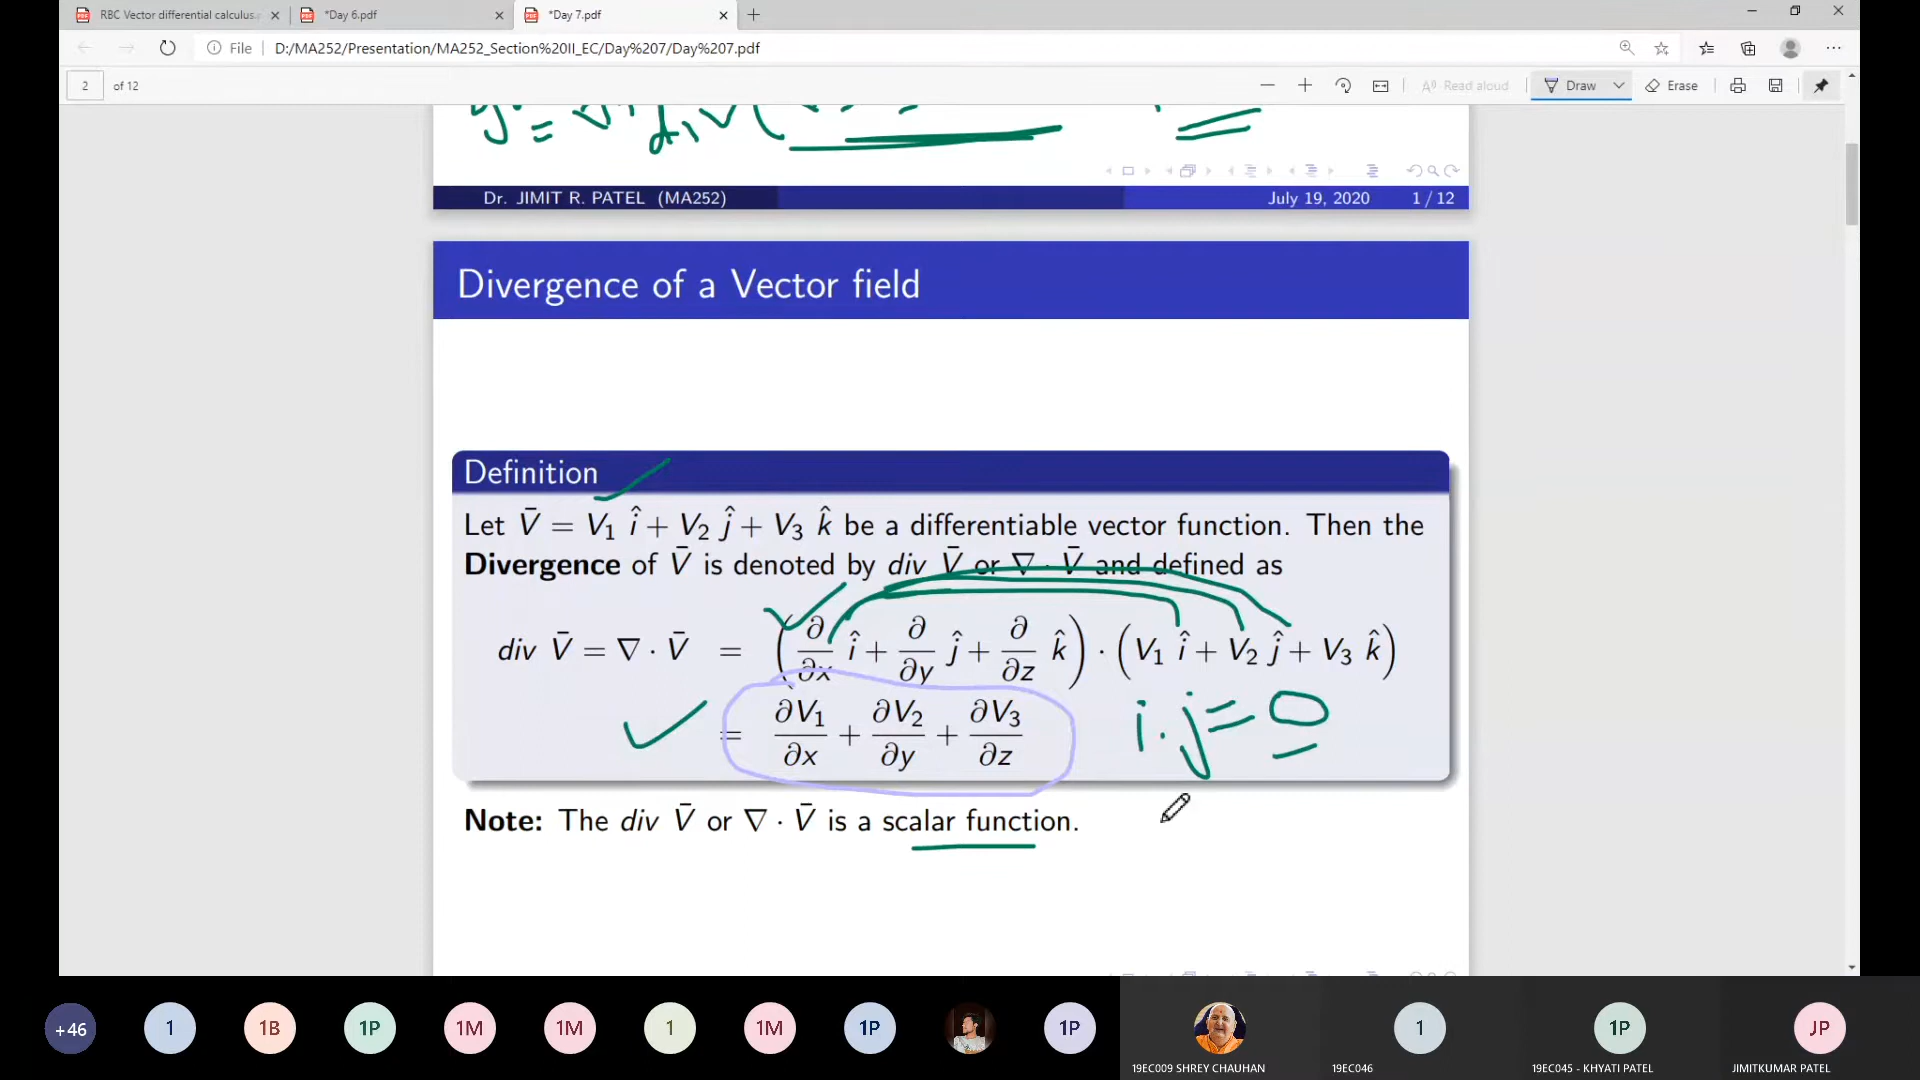 RBC Vector differential calculus.p
*Day 6.pdf
*Day 7.pdf
File | D:/MA252/Presentation/MA252_Section%20II_EC/Day%207/Day%207.pdf
2 of 12
Read aloud
Draw
Erase
div(
Dr. JIMIT R. PATEL (MA252) July 19, 2020 1 / 12
Divergence of a Vector field
Definition
Let V̄ = V₁ î + V₂ ĵ + V₃ k̂ be a differentiable vector function. Then the
Divergence of V̄ is denoted by div V̄ or ∇ · V̄ and defined as
div V̄ = ∇ · V̄ = (∂/∂x î + ∂/∂y ĵ + ∂/∂z k̂) · (V₁ î + V₂ ĵ + V₃ k̂)
= ∂V₁/∂x + ∂V₂/∂y + ∂V₃/∂z
i.j=0
Note: The div V̄ or ∇ · V̄ is a scalar function.
+46
1
1B
1P
1M
1M
1
1M
1P
1P
1
1P
JP
19EC009 SHREY CHAUHAN
19EC046
19EC045 - KHYATI PATEL
JIMITKUMAR PATEL